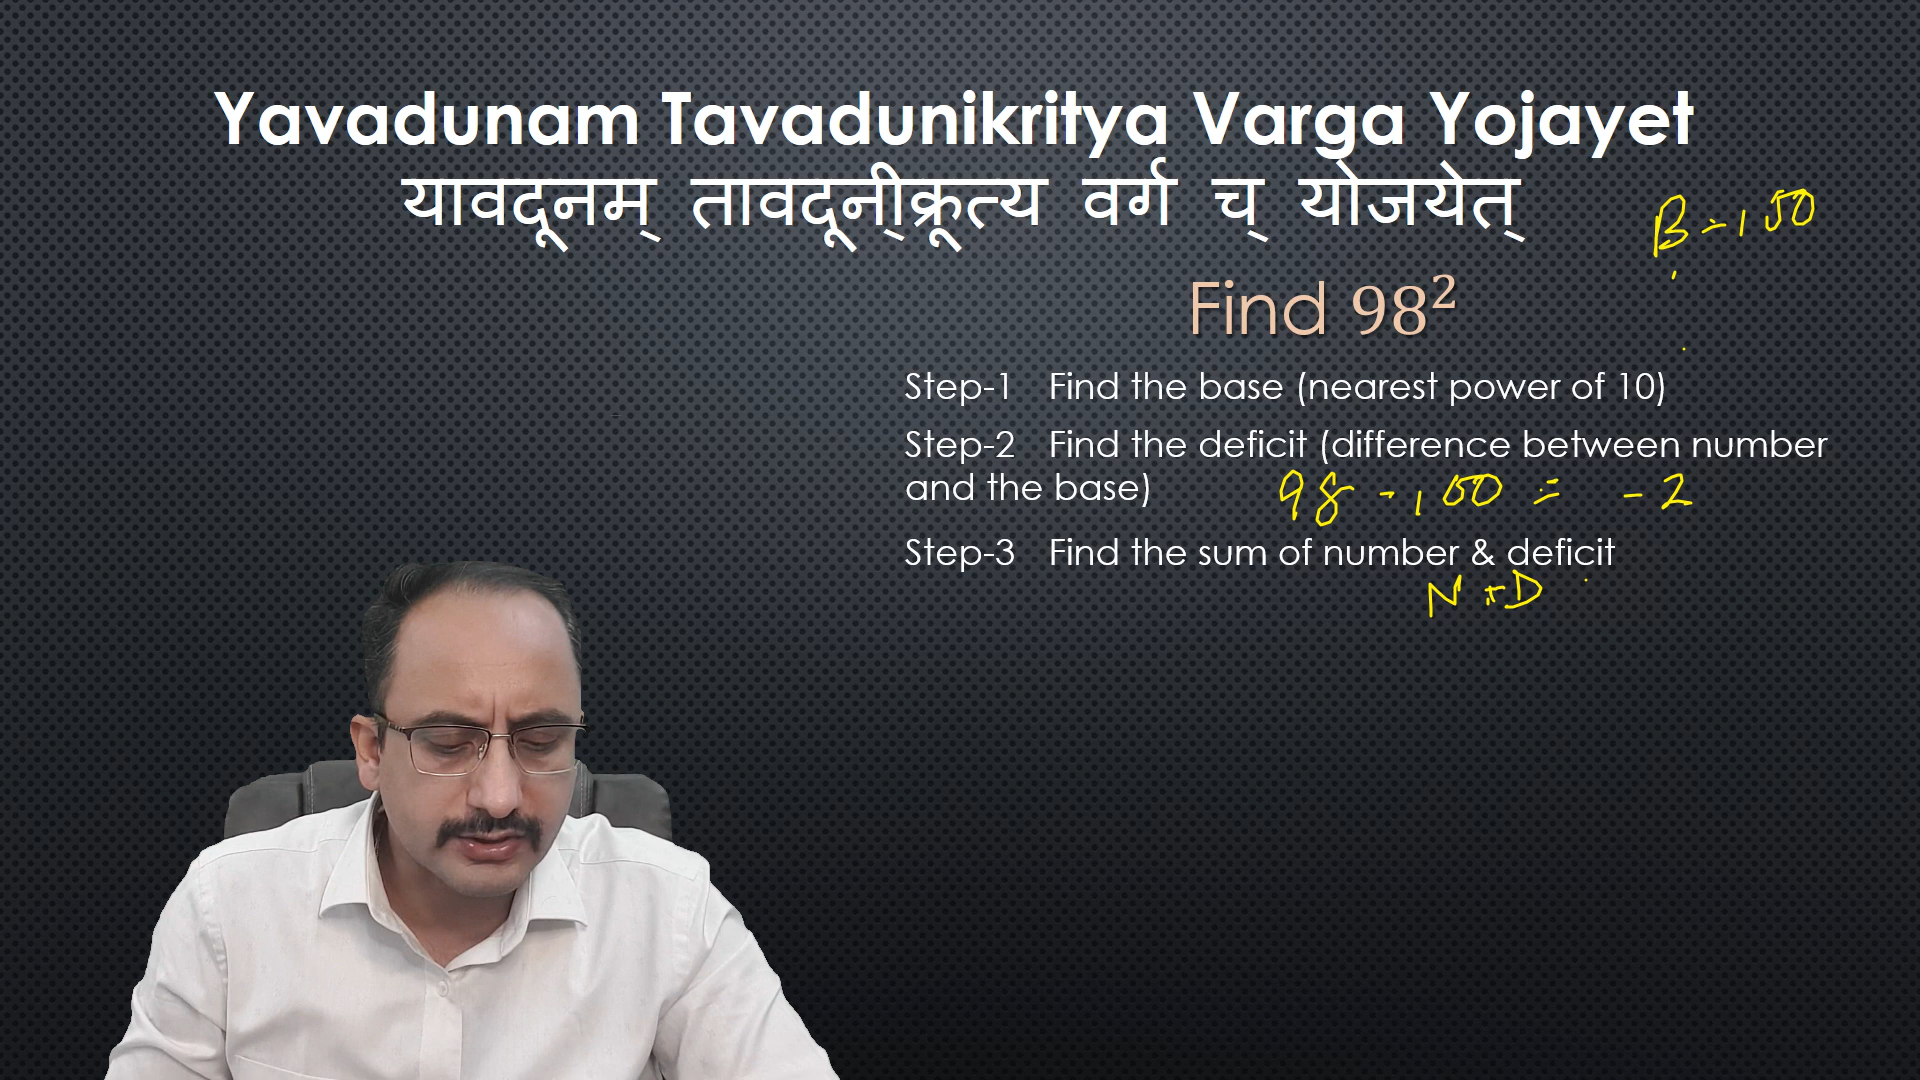 Yavadunam Tavadunikritya Varga Yojayet
यावदूनम् तावदूनी्क्रूत्य वर्ग च् योजयेत्
B - 100
Find 98²
Step-1 Find the base (nearest power of 10)
Step-2 Find the deficit (difference between number
and the base) 98 - 100 = - 2
Step-3 Find the sum of number & deficit
N + D